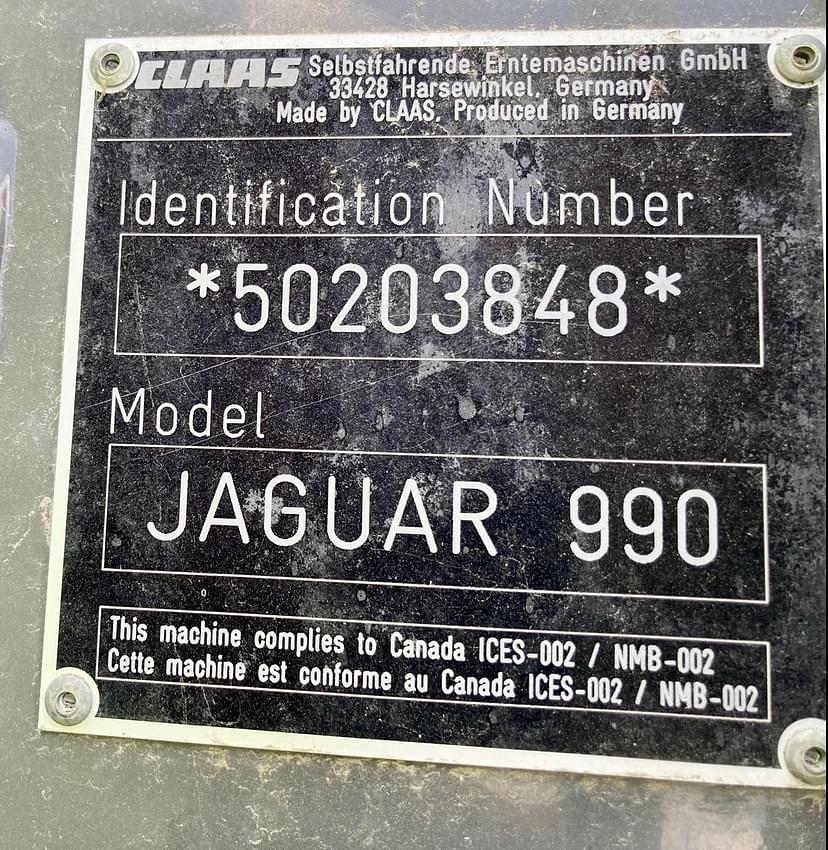 CLAAS Selbstfahrende Erntemaschinen GmbH
33428 Harsewinkel, Germany
Made by CLAAS, Produced in Germany
Identification Number
*50203848*
Model
JAGUAR 990
This machine complies to Canada ICES-002 / NMB-002
Cette machine est conforme au Canada ICES-002 / NMB-002